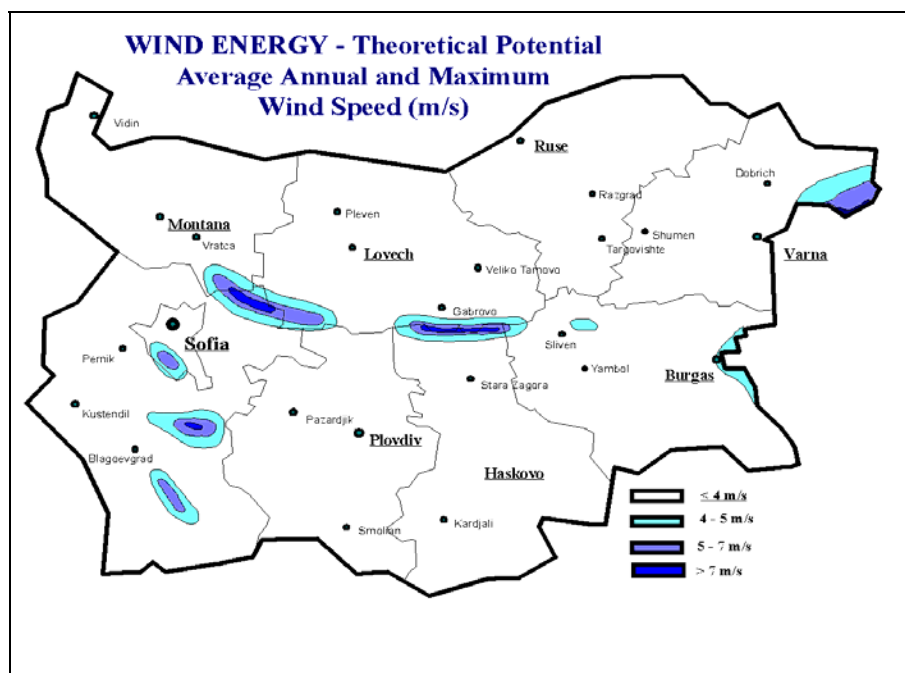 WIND ENERGY - Theoretical Potential
Average Annual and Maximum
Wind Speed (m/s)
Vidin
Ruse
Dobrich
Razgrad
Pleven
Montana
Shumen
Vratca
Targovishte
Lovech
Varna
Veliko Tarnovo
Gabrovo
Sofia
Sliven
Pernik
Yambol
Burgas
Stara Zagora
Kustendil
Pazardjik
Plovdiv
Blagoevgrad
Haskovo
≤ 4 m/s
4 - 5 m/s
Smolian
Kardjali
5 - 7 m/s
> 7 m/s